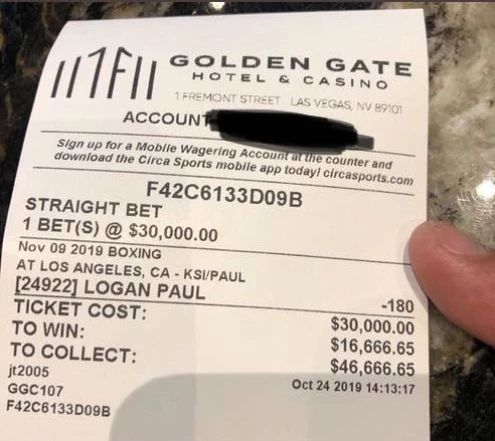 GOLDEN GATE
HOTEL & CASINO
1 FREMONT STREET LAS VEGAS, NV 89101
ACCOUNT
Sign up for a Mobile Wagering Account at the counter and
download the Circa Sports mobile app today! circasports.com
F42C6133D09B
STRAIGHT BET
1 BET(S) @ $30,000.00
Nov 09 2019 BOXING
AT LOS ANGELES, CA - KSI/PAUL
[24922] LOGAN PAUL -180
TICKET COST: $30,000.00
TO WIN: $16,666.65
TO COLLECT: $46,666.65
jt2005 Oct 24 2019 14:13:17
GGC107
F42C6133D09B